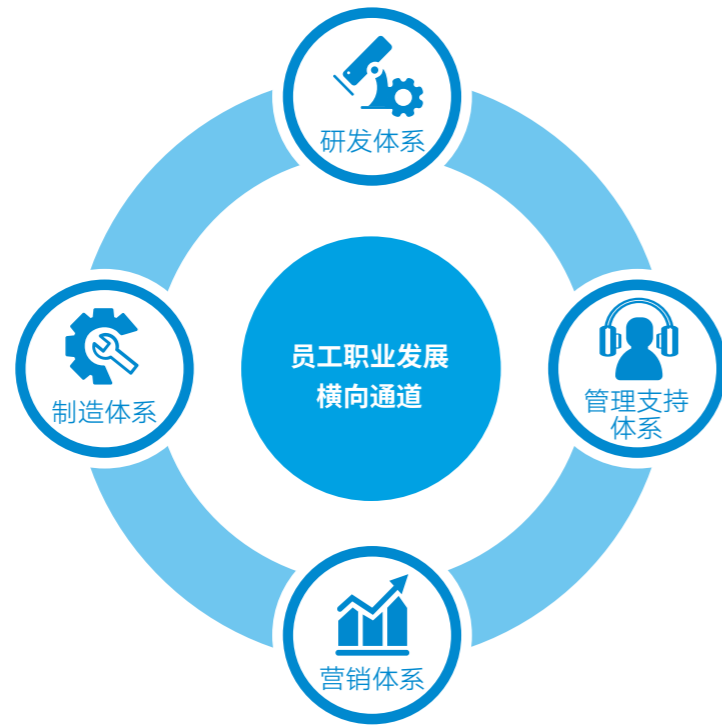 研发体系
员工职业发展
横向通道
制造体系
管理支持
体系
营销体系